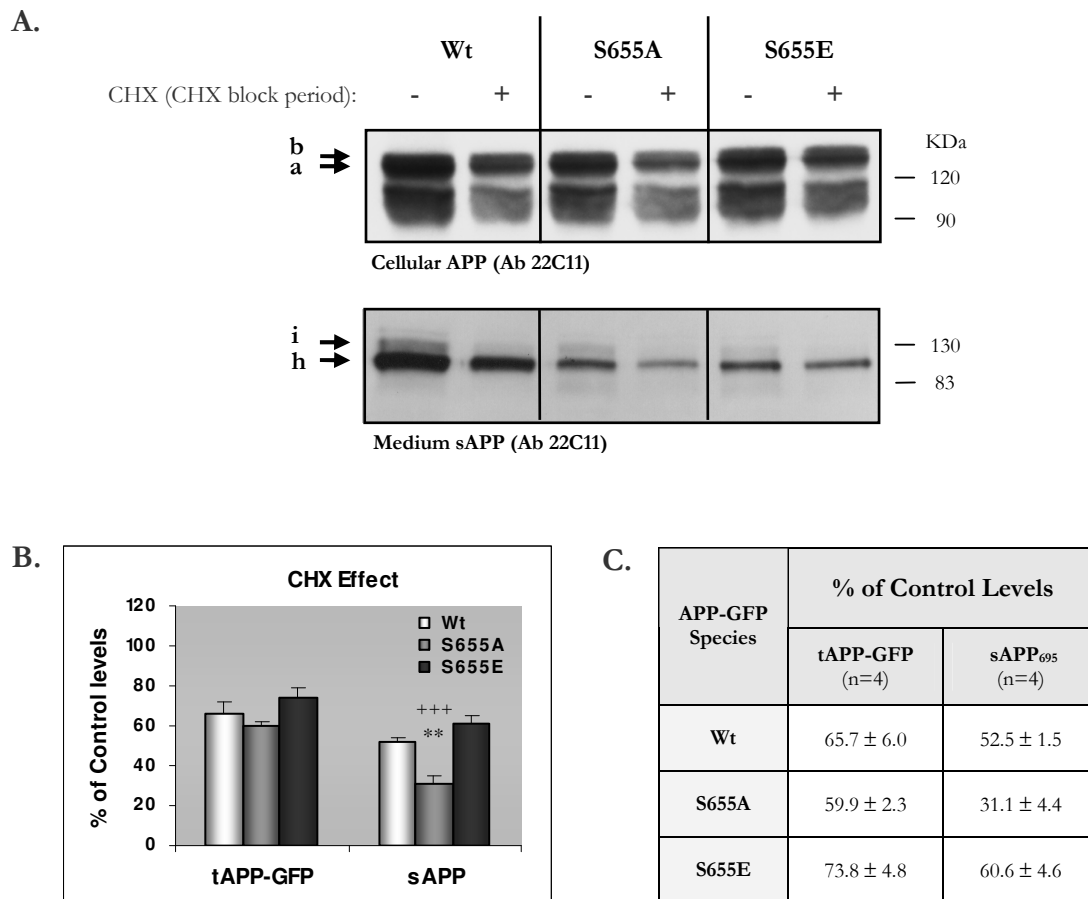 A.
Wt S655A S655E
CHX (CHX block period): - + - + - +
b
a
KDa
120
90
Cellular APP (Ab 22C11)
i
h
130
83
Medium sAPP (Ab 22C11)
B.
CHX Effect
% of Control levels
120
100
80
60
40
20
0
Wt
S655A
S655E
+++
**
tAPP-GFP sAPP
C.
APP-GFP Species
% of Control Levels
tAPP-GFP (n=4)
sAPP₆₉₅ (n=4)
Wt 65.7 ± 6.0 52.5 ± 1.5
S655A 59.9 ± 2.3 31.1 ± 4.4
S655E 73.8 ± 4.8 60.6 ± 4.6